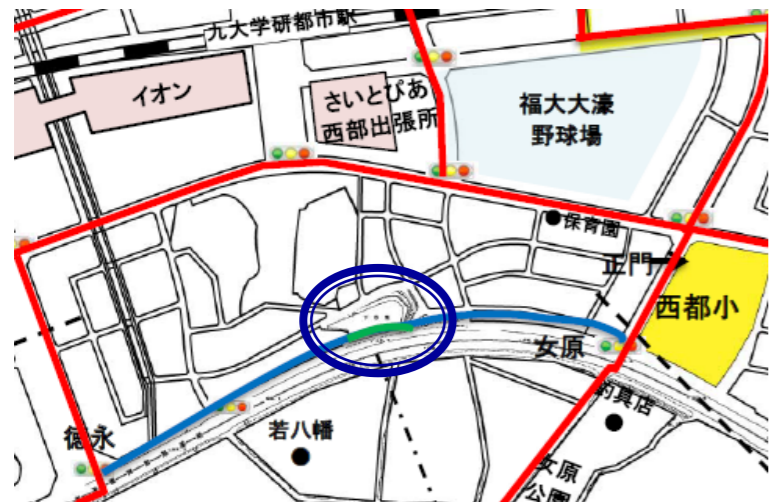 九大学研都市駅
イオン
さいとぴあ
西部出張所
福大大濠
野球場
保育園
正門
西都小
女原
釣具店
徳永
若八幡
女原
公園